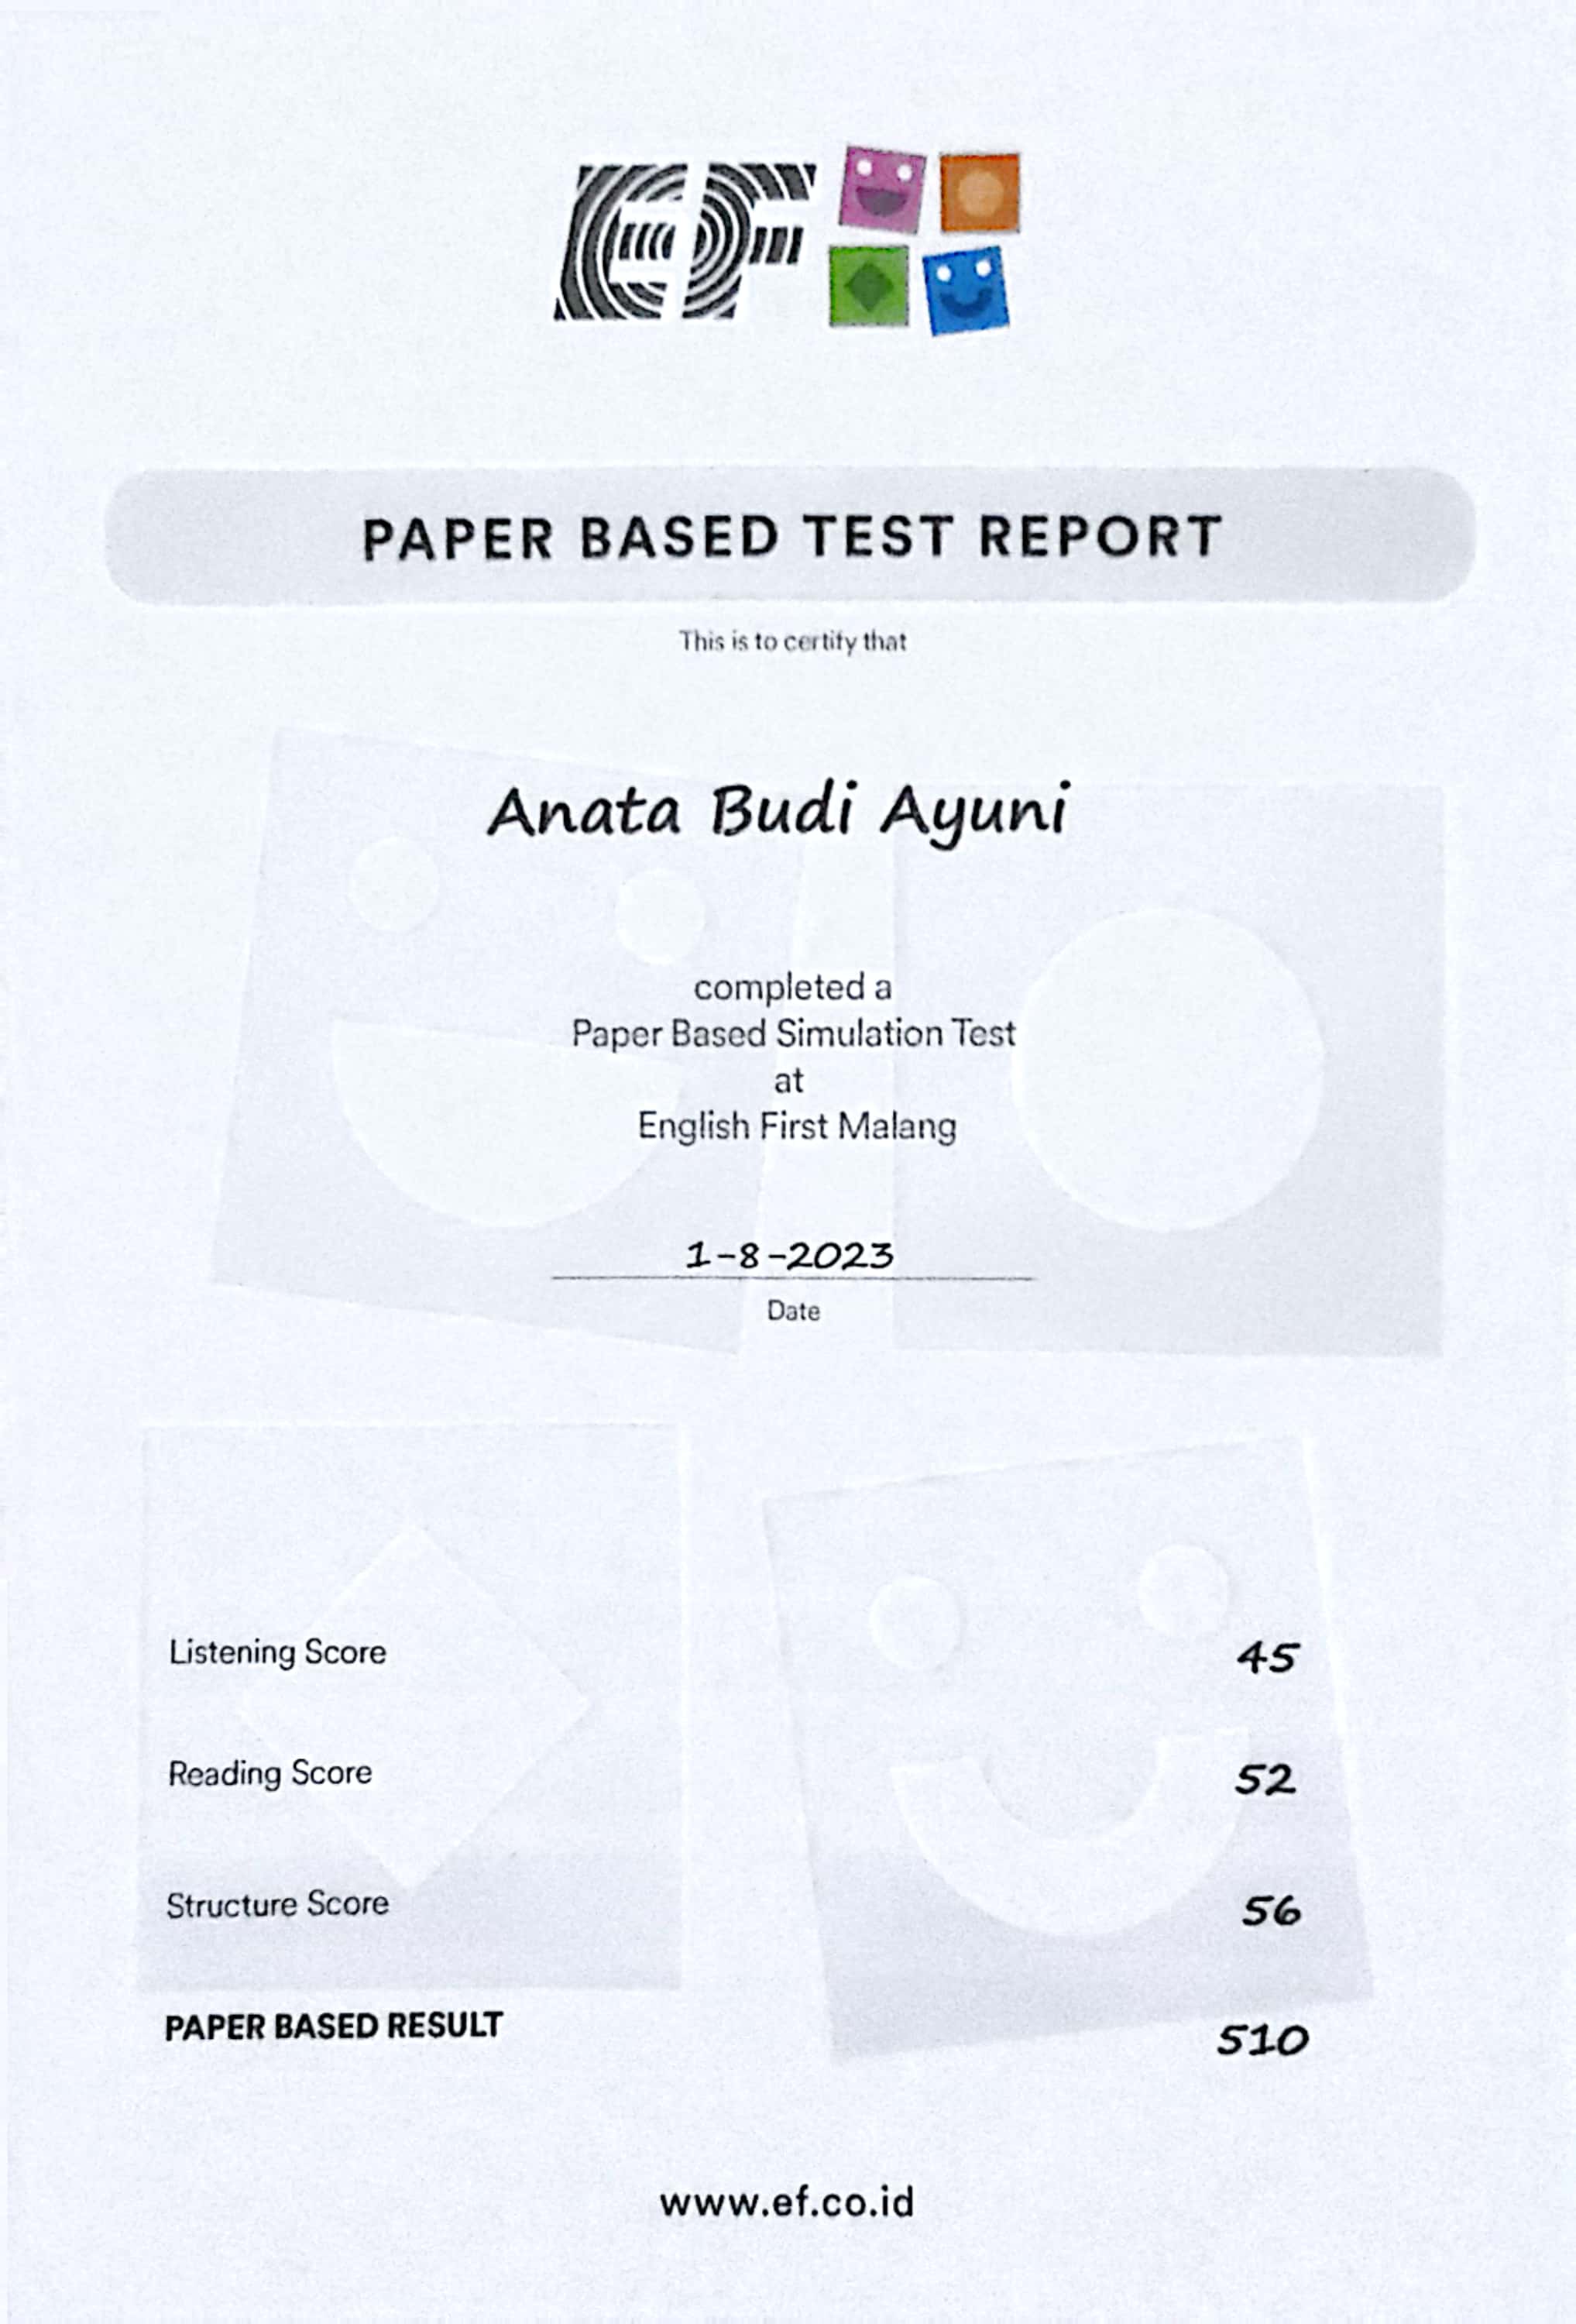 EF
PAPER BASED TEST REPORT
This is to certify that
Anata Budi Ayuni
completed a
Paper Based Simulation Test
at
English First Malang
1-8-2023
Date
Listening Score 45
Reading Score 52
Structure Score 56
PAPER BASED RESULT 510
www.ef.co.id